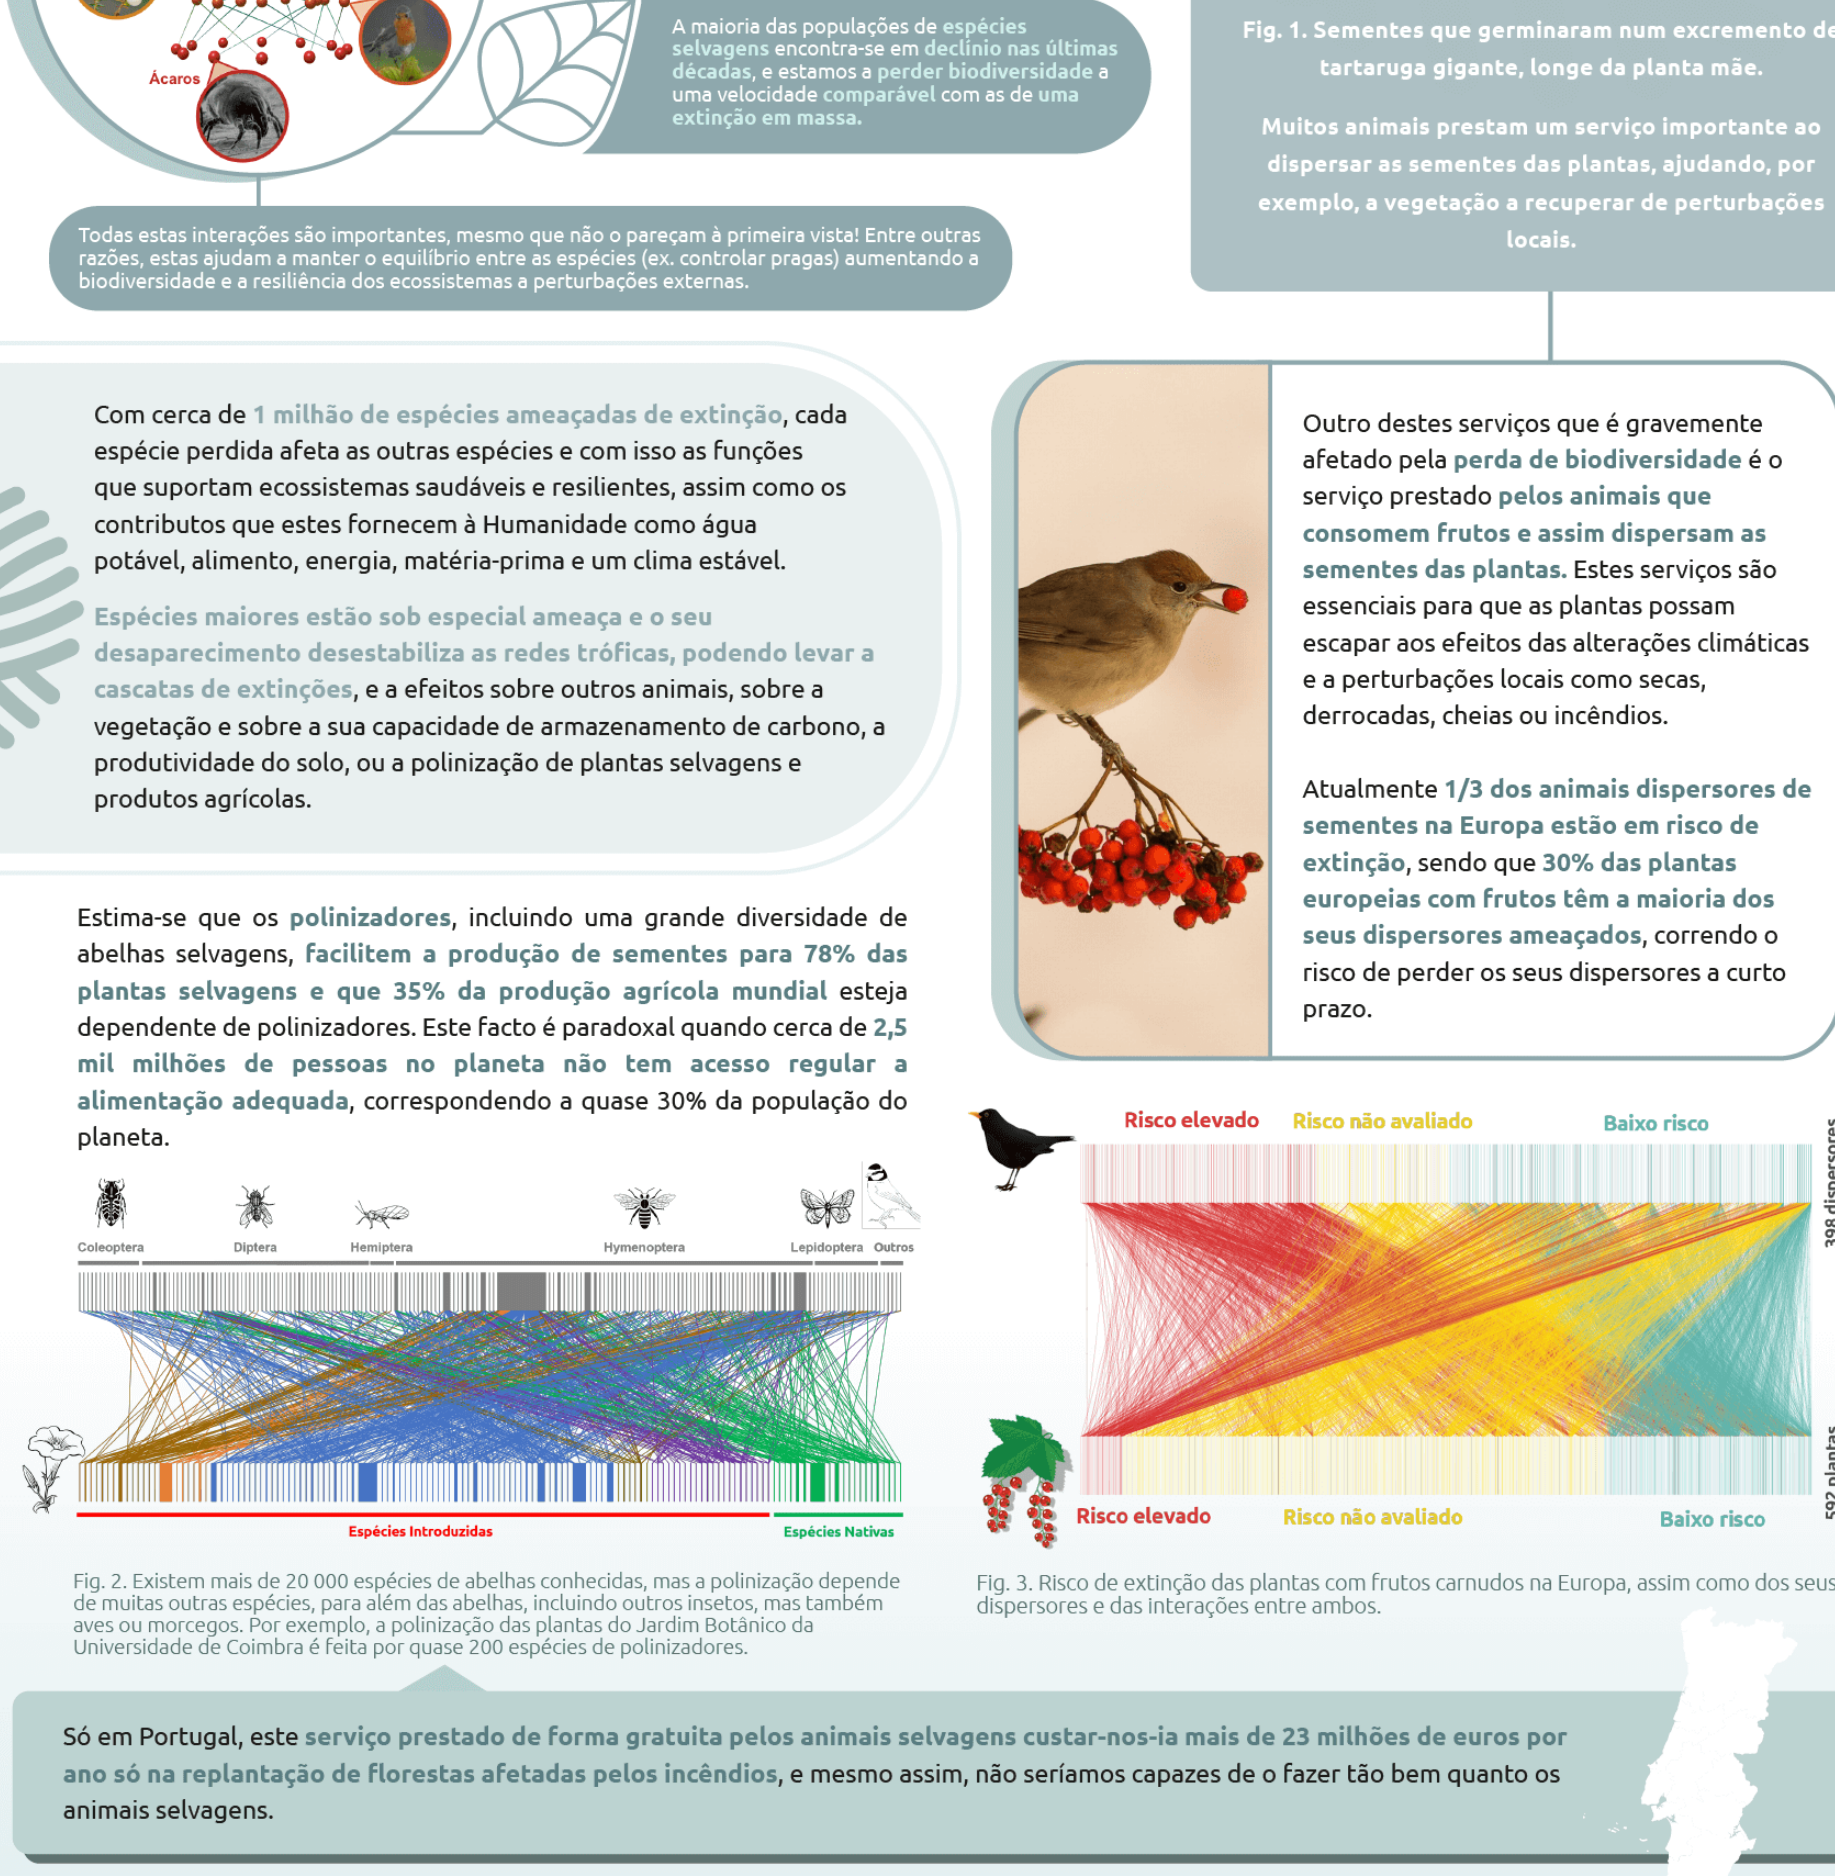 Ácaros
A maioria das populações de espécies
selvagens encontra-se em declínio nas últimas
décadas, e estamos a perder biodiversidade a
uma velocidade comparável com as de uma
extinção em massa.
Todas estas interações são importantes, mesmo que não o pareçam à primeira vista! Entre outras
razões, estas ajudam a manter o equilíbrio entre as espécies (ex. controlar pragas) aumentando a
biodiversidade e a resiliência dos ecossistemas a perturbações externas.
Fig. 1. Sementes que germinaram num excremento de
tartaruga gigante, longe da planta mãe.
Muitos animais prestam um serviço importante ao
dispersar as sementes das plantas, ajudando, por
exemplo, a vegetação a recuperar de perturbações
locais.
Com cerca de 1 milhão de espécies ameaçadas de extinção, cada
espécie perdida afeta as outras espécies e com isso as funções
que suportam ecossistemas saudáveis e resilientes, assim como os
contributos que estes fornecem à Humanidade como água
potável, alimento, energia, matéria-prima e um clima estável.
Espécies maiores estão sob especial ameaça e o seu
desaparecimento desestabiliza as redes tróficas, podendo levar a
cascatas de extinções, e a efeitos sobre outros animais, sobre a
vegetação e sobre a sua capacidade de armazenamento de carbono, a
produtividade do solo, ou a polinização de plantas selvagens e
produtos agrícolas.
Outro destes serviços que é gravemente
afetado pela perda de biodiversidade é o
serviço prestado pelos animais que
consomem frutos e assim dispersam as
sementes das plantas. Estes serviços são
essenciais para que as plantas possam
escapar aos efeitos das alterações climáticas
e a perturbações locais como secas,
derrocadas, cheias ou incêndios.
Atualmente 1/3 dos animais dispersores de
sementes na Europa estão em risco de
extinção, sendo que 30% das plantas
europeias com frutos têm a maioria dos
seus dispersores ameaçados, correndo o
risco de perder os seus dispersores a curto
prazo.
Estima-se que os polinizadores, incluindo uma grande diversidade de
abelhas selvagens, facilitem a produção de sementes para 78% das
plantas selvagens e que 35% da produção agrícola mundial esteja
dependente de polinizadores. Este facto é paradoxal quando cerca de 2,5
mil milhões de pessoas no planeta não tem acesso regular a
alimentação adequada, correspondendo a quase 30% da população do
planeta.
Coleoptera Diptera Hemiptera Hymenoptera Lepidoptera Outros
Espécies Introduzidas Espécies Nativas
Fig. 2. Existem mais de 20 000 espécies de abelhas conhecidas, mas a polinização depende
de muitas outras espécies, para além das abelhas, incluindo outros insetos, mas também
aves ou morcegos. Por exemplo, a polinização das plantas do Jardim Botânico da
Universidade de Coimbra é feita por quase 200 espécies de polinizadores.
Risco elevado Risco não avaliado Baixo risco
398 dispersores
592 plantas
Risco elevado Risco não avaliado Baixo risco
Fig. 3. Risco de extinção das plantas com frutos carnudos na Europa, assim como dos seus
dispersores e das interações entre ambos.
Só em Portugal, este serviço prestado de forma gratuita pelos animais selvagens custar-nos-ia mais de 23 milhões de euros por
ano só na replantação de florestas afetadas pelos incêndios, e mesmo assim, não seríamos capazes de o fazer tão bem quanto os
animais selvagens.